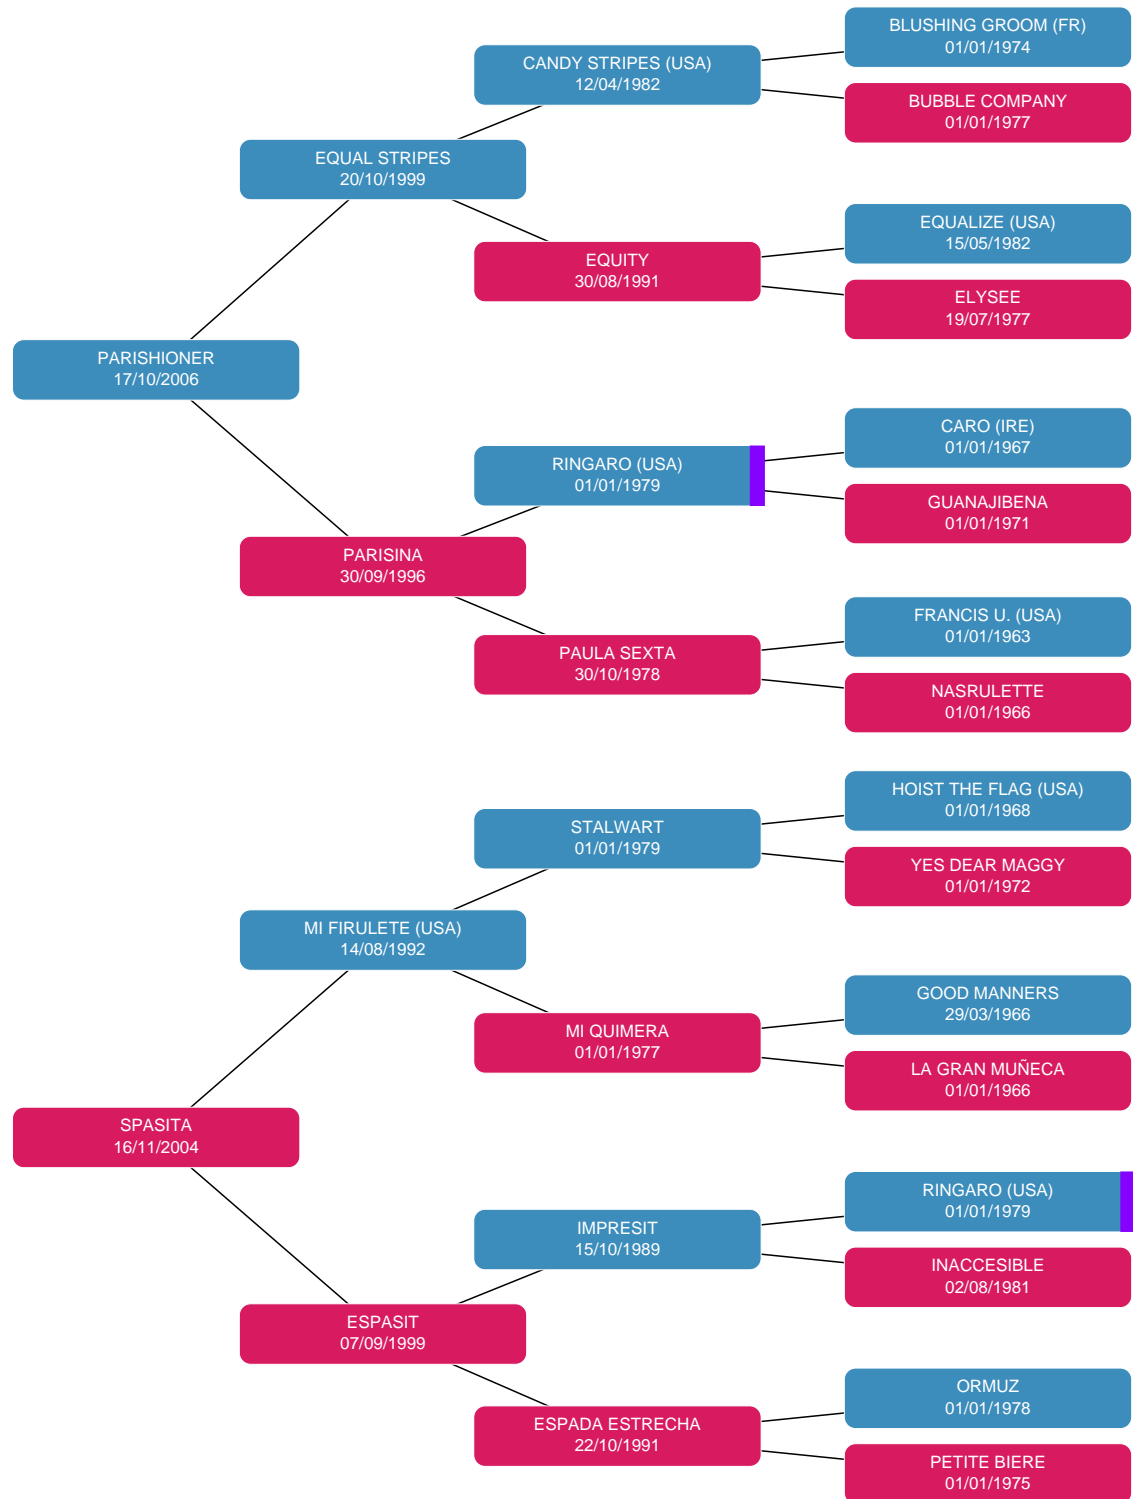 BLUSHING GROOM (FR)
01/01/1974
CANDY STRIPES (USA)
12/04/1982
BUBBLE COMPANY
01/01/1977
EQUAL STRIPES
20/10/1999
EQUALIZE (USA)
15/05/1982
EQUITY
30/08/1991
ELYSEE
19/07/1977
PARISHIONER
17/10/2006
CARO (IRE)
01/01/1967
RINGARO (USA)
01/01/1979
GUANAJIBENA
01/01/1971
PARISINA
30/09/1996
FRANCIS U. (USA)
01/01/1963
PAULA SEXTA
30/10/1978
NASRULETTE
01/01/1966
HOIST THE FLAG (USA)
01/01/1968
STALWART
01/01/1979
YES DEAR MAGGY
01/01/1972
MI FIRULETE (USA)
14/08/1992
GOOD MANNERS
29/03/1966
MI QUIMERA
01/01/1977
LA GRAN MUÑECA
01/01/1966
SPASITA
16/11/2004
RINGARO (USA)
01/01/1979
IMPRESIT
15/10/1989
INACCESIBLE
02/08/1981
ESPASIT
07/09/1999
ORMUZ
01/01/1978
ESPADA ESTRECHA
22/10/1991
PETITE BIERE
01/01/1975